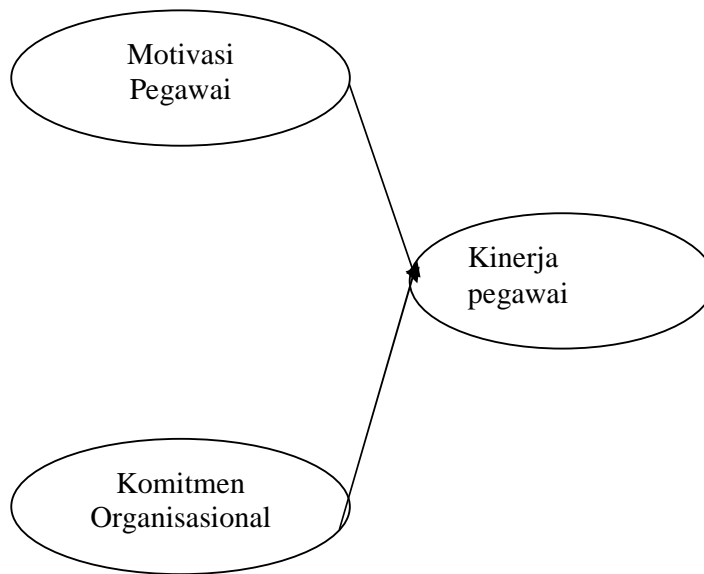 Motivasi
Pegawai
Kinerja
pegawai
Komitmen
Organisasional